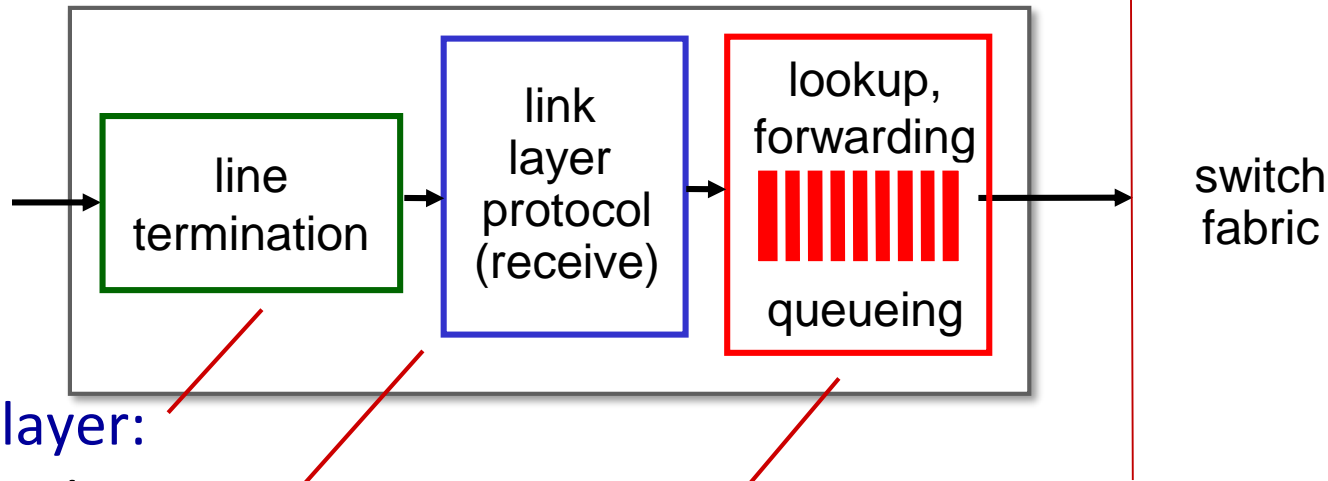 line
termination
link
layer
protocol
(receive)
lookup,
forwarding
queueing
switch
fabric
layer: